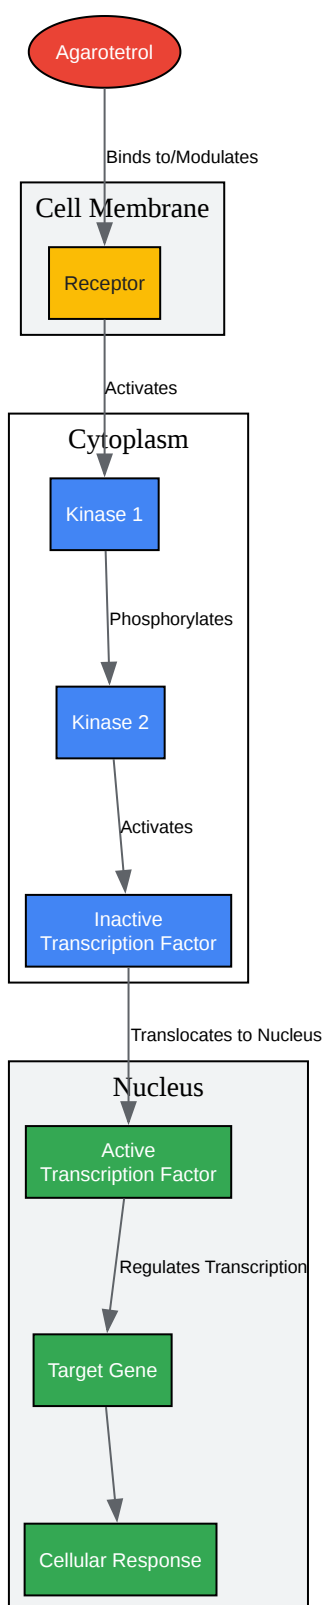 Agarotetrol
Binds to/Modulates
Cell Membrane
Receptor
Activates
Cytoplasm
Kinase 1
Phosphorylates
Kinase 2
Activates
Inactive
Transcription Factor
Translocates to Nucleus
Nucleus
Active
Transcription Factor
Regulates Transcription
Target Gene
Cellular Response